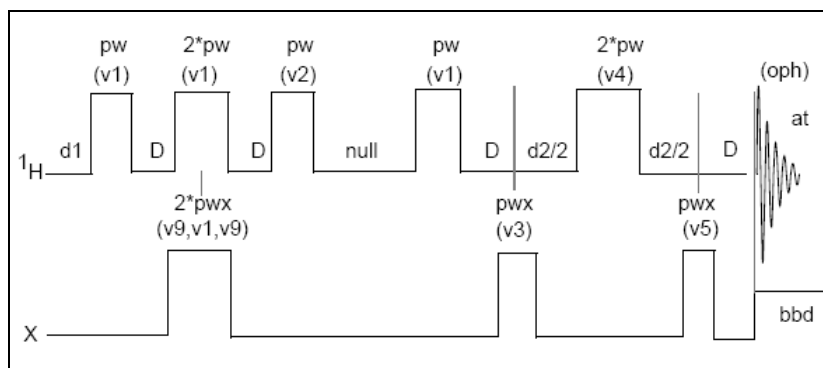 pw 2*pw pw pw 2*pw
(v1) (v1) (v2) (v1) (v4) (oph)
at
d1 D D null D d2/2 d2/2 D
1H
2*pwx pwx pwx
(v9,v1,v9) (v3) (v5)
bbd
X